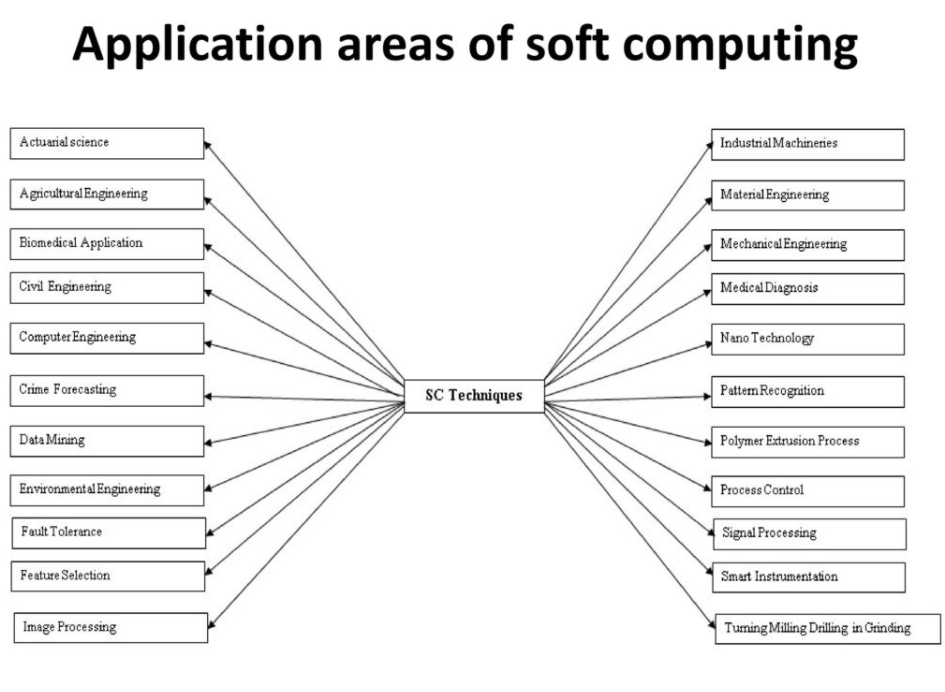 Application areas of soft computing
Actuarial science
Agricultural Engineering
Biomedical Application
Civil Engineering
Computer Engineering
Crime Forecasting
Data Mining
Environmental Engineering
Fault Tolerance
Feature Selection
Image Processing
SC Techniques
Industrial Machineries
Material Engineering
Mechanical Engineering
Medical Diagnosis
Nano Technology
Pattern Recognition
Polymer Extrusion Process
Process Control
Signal Processing
Smart Instrumentation
Turning Milling Drilling in Grinding